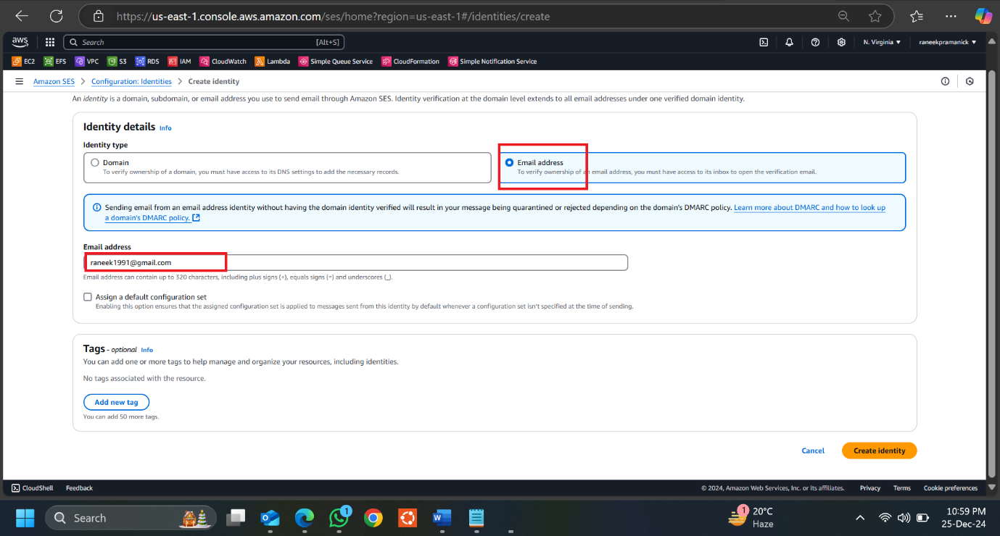 https://us-east-1.console.aws.amazon.com/ses/home?region=us-east-1#/identities/create
aws
Search [Alt+S]
N. Virginia ▼ raneekpramanick ▼
EC2 EFS VPC S3 RDS IAM CloudWatch Lambda Simple Queue Service CloudFormation Simple Notification Service
Amazon SES > Configuration: Identities > Create identity
An identity is a domain, subdomain, or email address you use to send email through Amazon SES. Identity verification at the domain level extends to all email addresses under one verified domain identity.
Identity details Info
Identity type
Domain
To verify ownership of a domain, you must have access to its DNS settings to add the necessary records.
Email address
To verify ownership of an email address, you must have access to its inbox to open the verification email.
Sending email from an email address identity without having the domain identity verified will result in your message being quarantined or rejected depending on the domain's DMARC policy. Learn more about DMARC and how to look up
a domain's DMARC policy.
Email address
raneek1991@gmail.com
Email address can contain up to 320 characters, including plus signs (+), equals signs (=) and underscores (_).
Assign a default configuration set
Enabling this option ensures that the assigned configuration set is applied to messages sent from this identity by default whenever a configuration set isn't specified at the time of sending.
Tags - optional Info
You can add one or more tags to help manage and organize your resources, including identities.
No tags associated with the resource.
Add new tag
You can add 50 more tags.
Cancel Create identity
CloudShell Feedback © 2024, Amazon Web Services, Inc. or its affiliates. Privacy Terms Cookie preferences
Search
1
1
20°C
Haze
10:59 PM
25-Dec-24